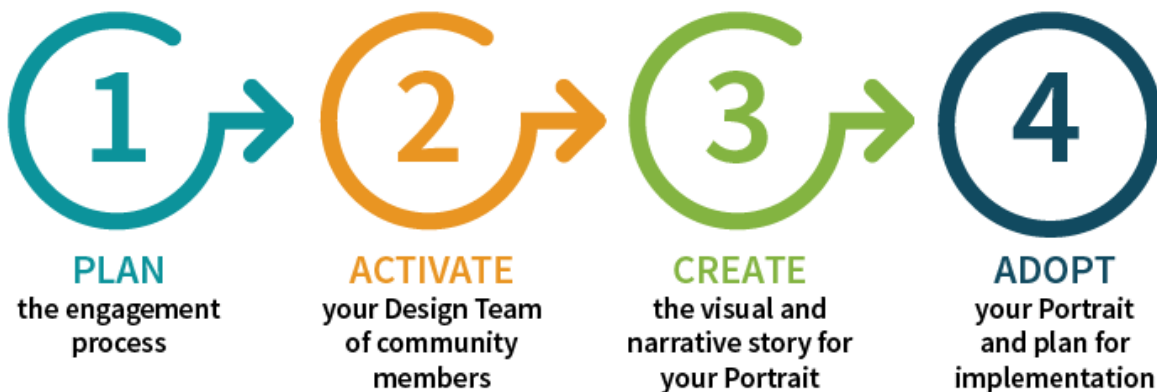 1
PLAN
the engagement
process
2
ACTIVATE
your Design Team
of community
members
3
CREATE
the visual and
narrative story for
your Portrait
4
ADOPT
your Portrait
and plan for
implementation